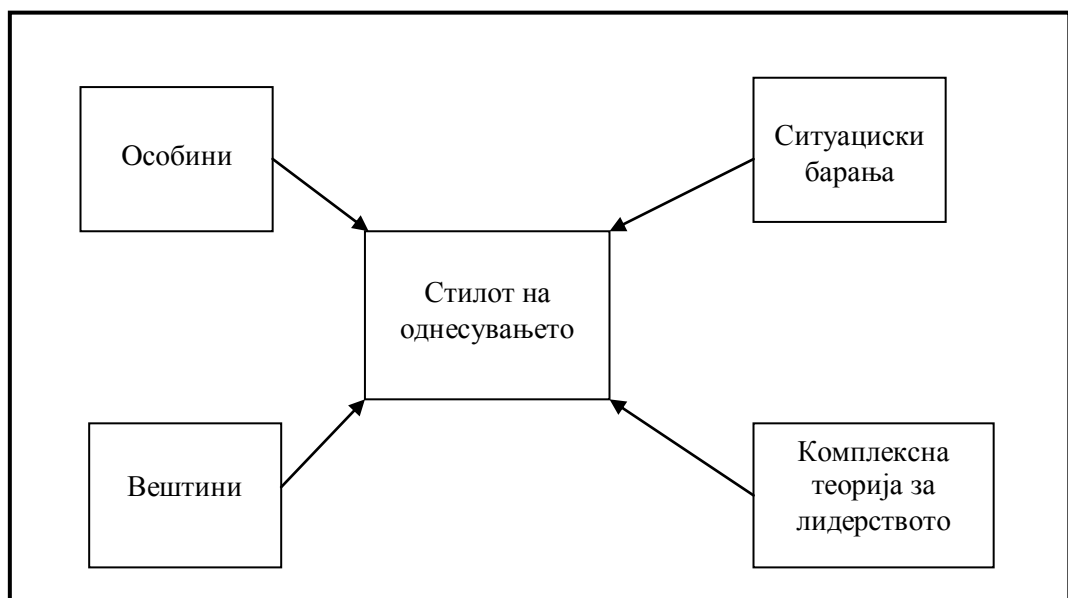 Особини
Ситуациски
барања
Стилот на
однесувањето
Вештини
Комплексна
теорија за
лидерството